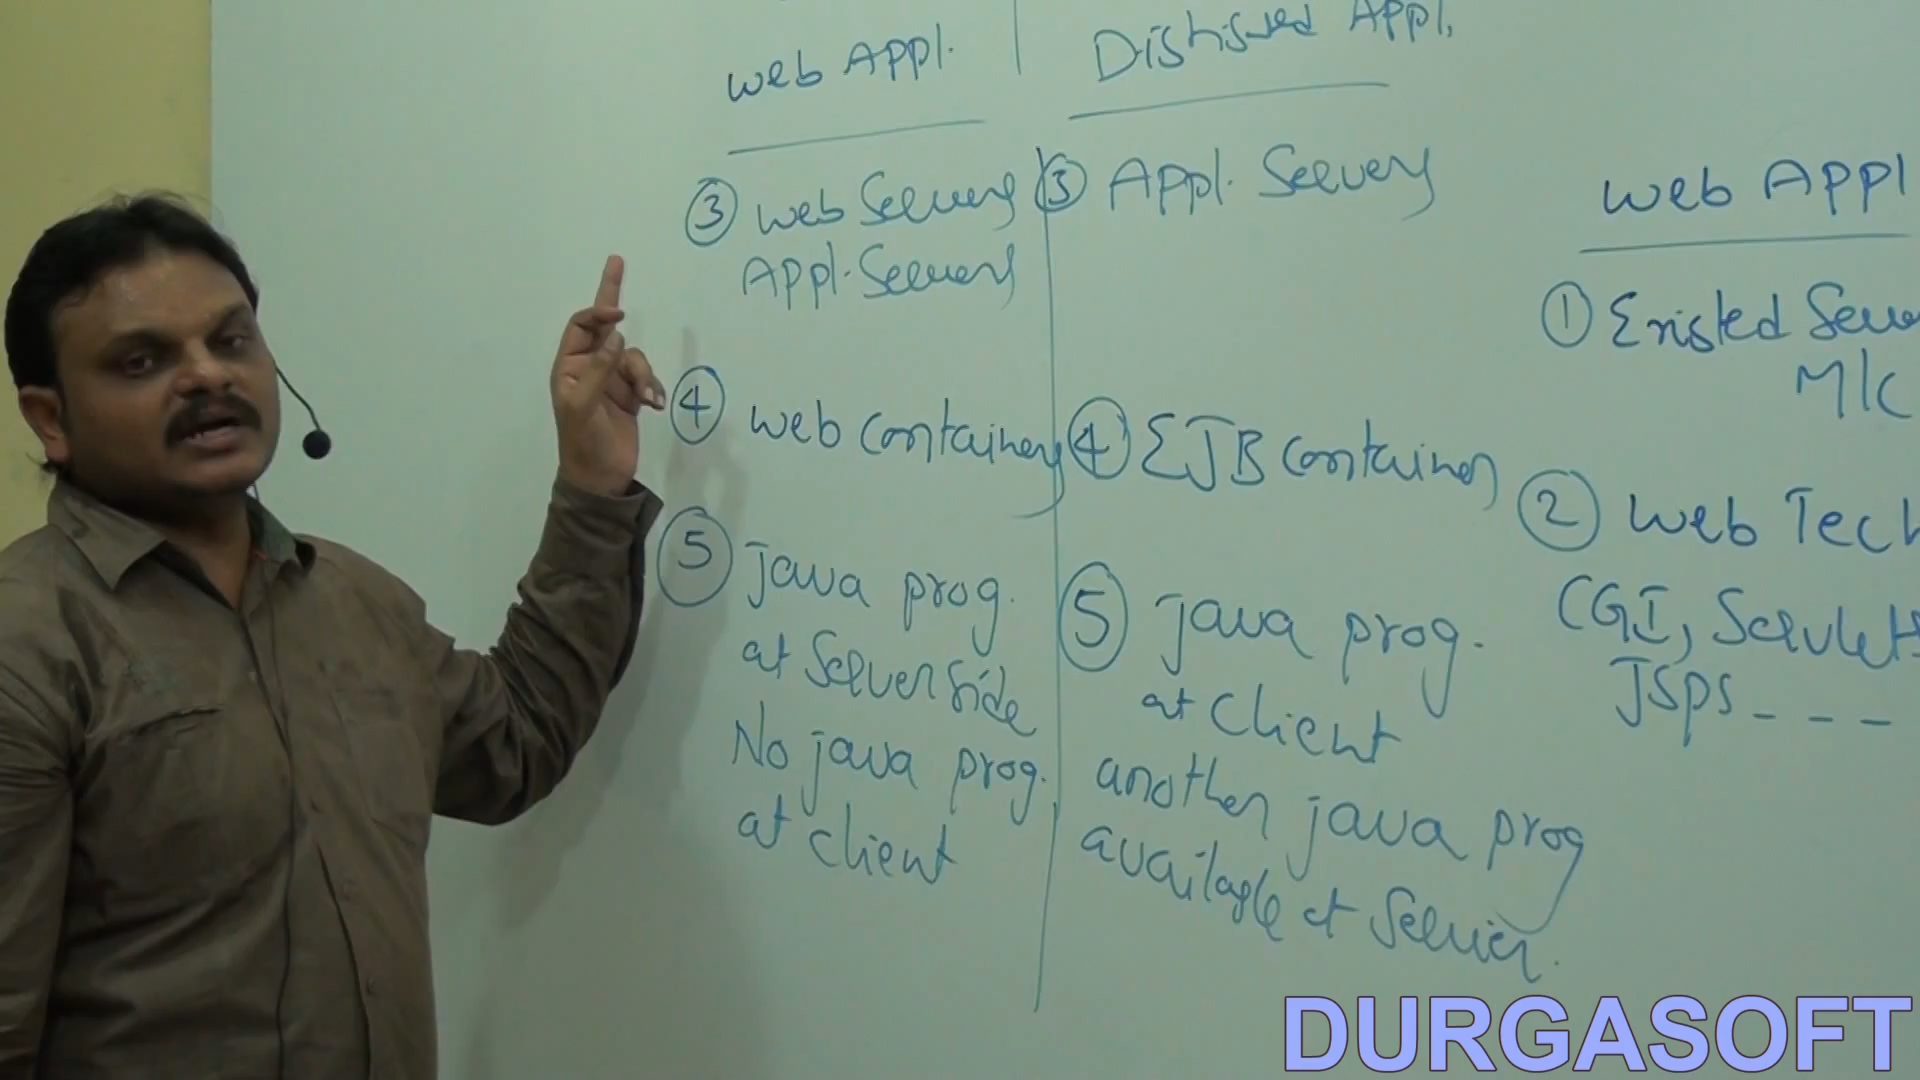 web Appl.
③ web Servers
Appl. Servers
④ web containers
⑤ java prog.
at Server side
No java prog.
at client
Distributed Appl.
③ Appl. Servers
④ EJB container
⑤ java prog.
at client
another java prog
available at Server.
web Appl
① Existed Serv
M/C
② web Tech
CGI, Servlets
JSPs - - -
DURGASOFT